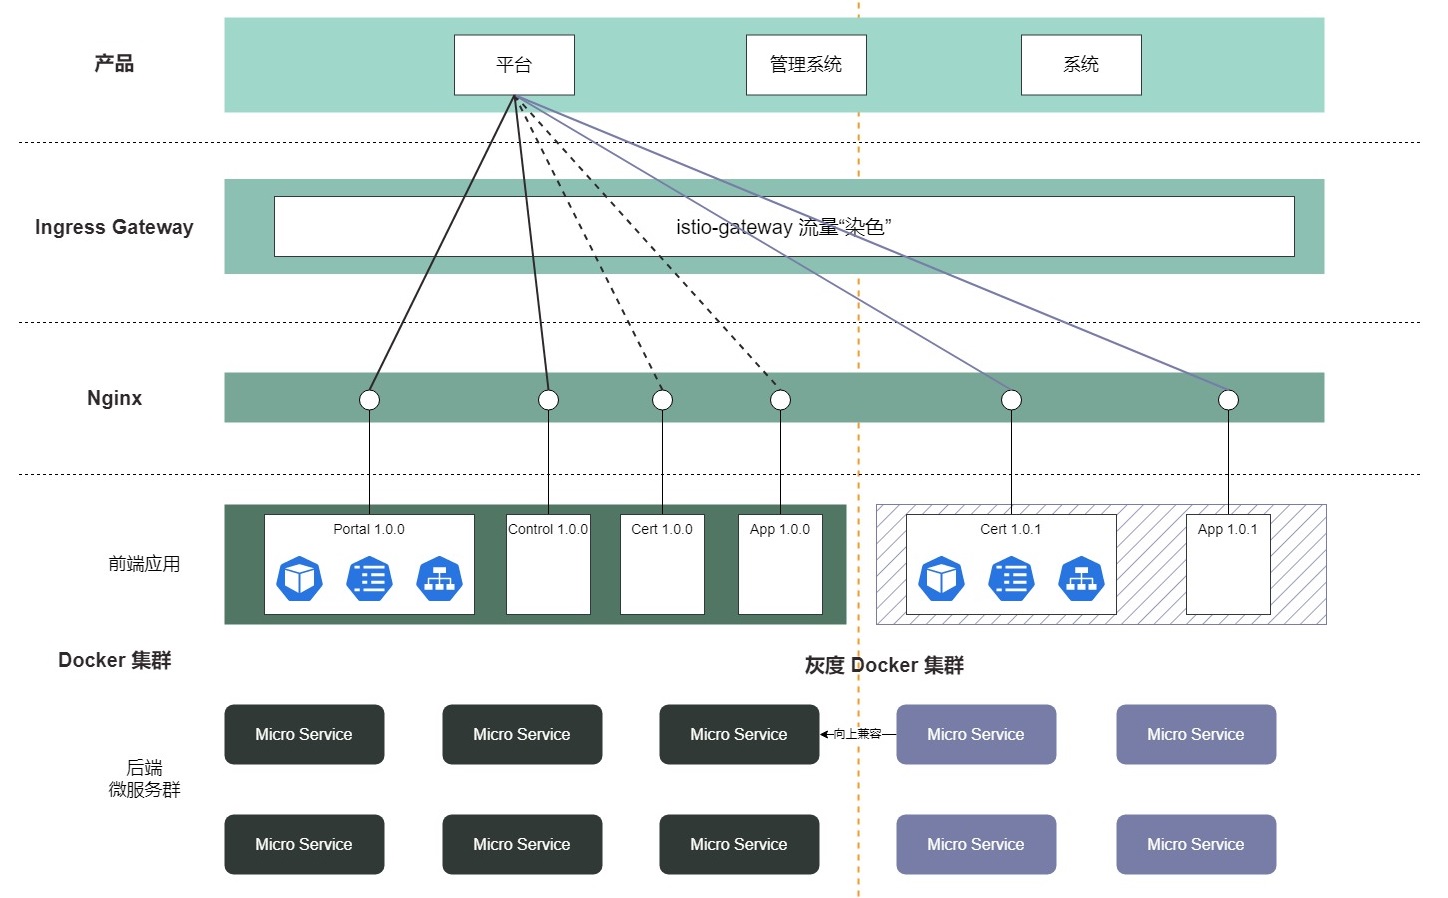 产品
平台
管理系统
系统
Ingress Gateway
istio-gateway 流量“染色”
Nginx
前端应用
Portal 1.0.0
Control 1.0.0
Cert 1.0.0
App 1.0.0
Cert 1.0.1
App 1.0.1
Docker 集群
灰度 Docker 集群
Micro Service
Micro Service
Micro Service
向上兼容
Micro Service
Micro Service
后端
微服务群
Micro Service
Micro Service
Micro Service
Micro Service
Micro Service